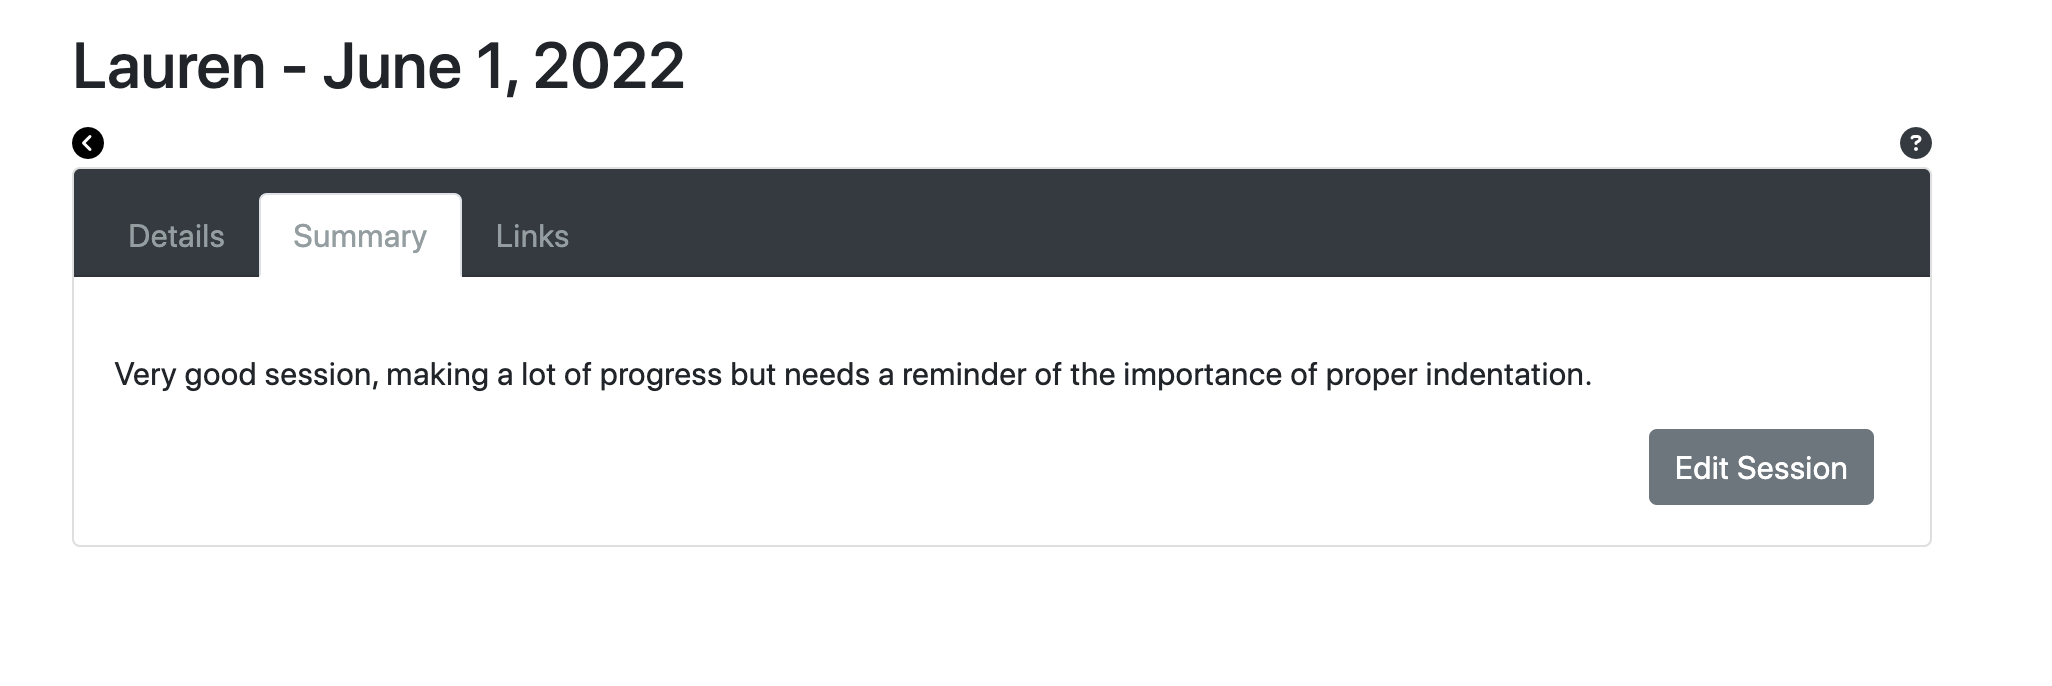 Lauren - June 1, 2022
?
Details Summary Links
Very good session, making a lot of progress but needs a reminder of the importance of proper indentation.
Edit Session